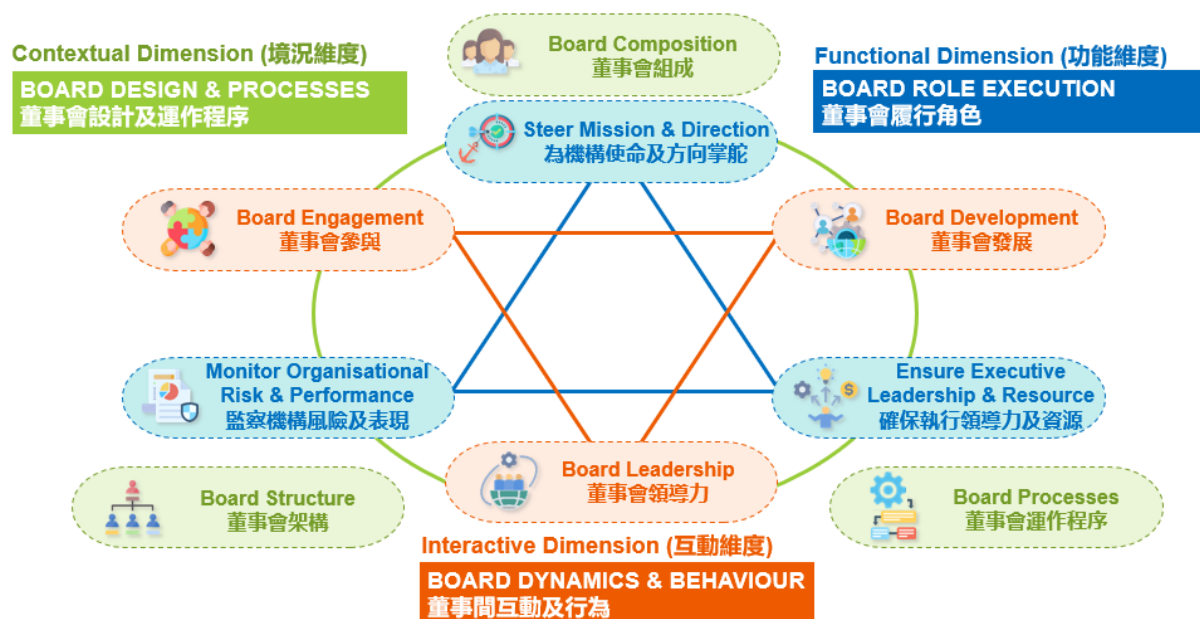 Contextual Dimension (境況維度)
BOARD DESIGN & PROCESSES
董事會設計及運作程序
Board Composition
董事會組成
Functional Dimension (功能維度)
BOARD ROLE EXECUTION
董事會履行角色
Steer Mission & Direction
為機構使命及方向掌舵
Board Engagement
董事會參與
Board Development
董事會發展
Monitor Organisational
Risk & Performance
監察機構風險及表現
Ensure Executive
Leadership & Resource
確保執行領導力及資源
Board Leadership
董事會領導力
Board Structure
董事會架構
Board Processes
董事會運作程序
Interactive Dimension (互動維度)
BOARD DYNAMICS & BEHAVIOUR
董事間互動及行為